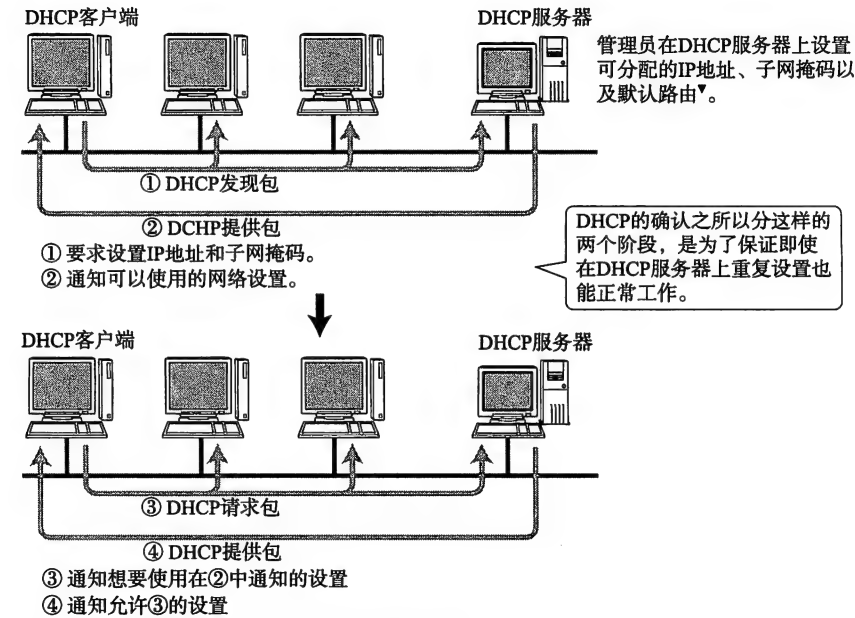 DHCP客户端
DHCP服务器
管理员在DHCP服务器上设置
可分配的IP地址、子网掩码以
及默认路由▼。
① DHCP发现包
② DCHP提供包
① 要求设置IP地址和子网掩码。
② 通知可以使用的网络设置。
DHCP的确认之所以分这样的
两个阶段，是为了保证即使
在DHCP服务器上重复设置也
能正常工作。
DHCP客户端
DHCP服务器
③ DHCP请求包
④ DHCP提供包
③ 通知想要使用在②中通知的设置
④ 通知允许③的设置